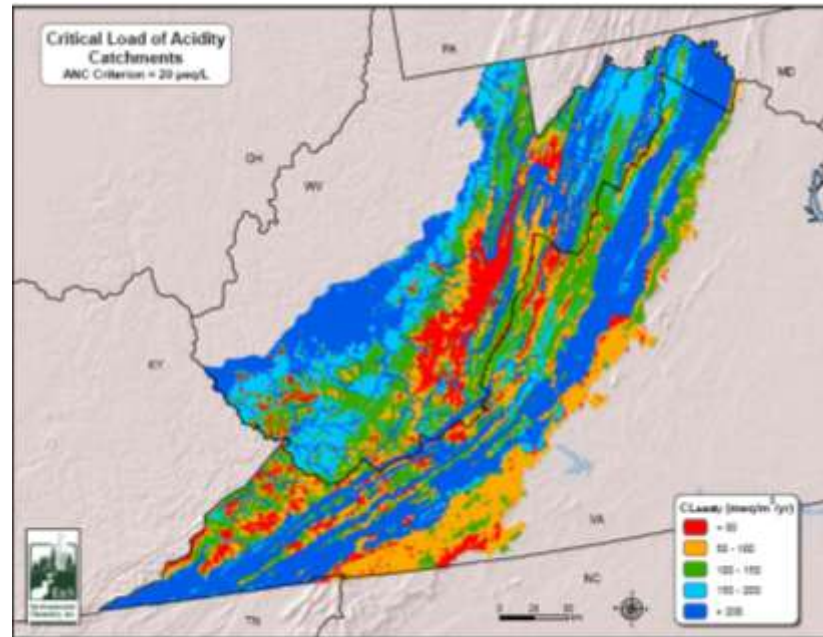 Critical Load of Acidity
Catchments
ANC Criterion = 20 µeq/L
PA
MD
OH
WV
KY
VA
NC
TN
50 - 100
100 - 150
150 - 200
> 200